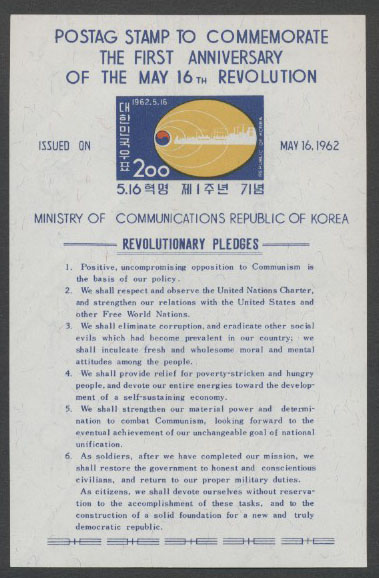 POSTAG STAMP TO COMMEMORATE
THE FIRST ANNIVERSARY
OF THE MAY 16TH REVOLUTION
1962.5.16
대한민국우표
200
REPUBLIC OF KOREA
ISSUED ON
MAY 16, 1962
5.16 혁명 제1주년 기념
MINISTRY OF COMMUNICATIONS REPUBLIC OF KOREA
REVOLUTIONARY PLEDGES
1. Positive, uncompromising opposition to Communism is
the basis of our policy.
2. We shall respect and observe the United Nations Charter,
and strengthen our relations with the United States and
other Free World Nations.
3. We shall eliminate corruption, and eradicate other social
evils which had become prevalent in our country; we
shall inculcate fresh and wholesome moral and mental
attitudes among the people.
4. We shall provide relief for poverty-stricken and hungry
people, and devote our entire energies toward the develop-
ment of a self-sustaining economy.
5. We shall strengthen our material power and determi-
nation to combat Communism, looking forward to the
eventual achievement of our unchangeable goal of national
unification.
6. As soldiers, after we have completed our mission, we
shall restore the government to honest and conscientious
civilians, and return to our proper military duties.
As citizens, we shall devote ourselves without reserva-
tion to the accomplishment of these tasks, and to the
construction of a solid foundation for a new and truly
democratic republic.